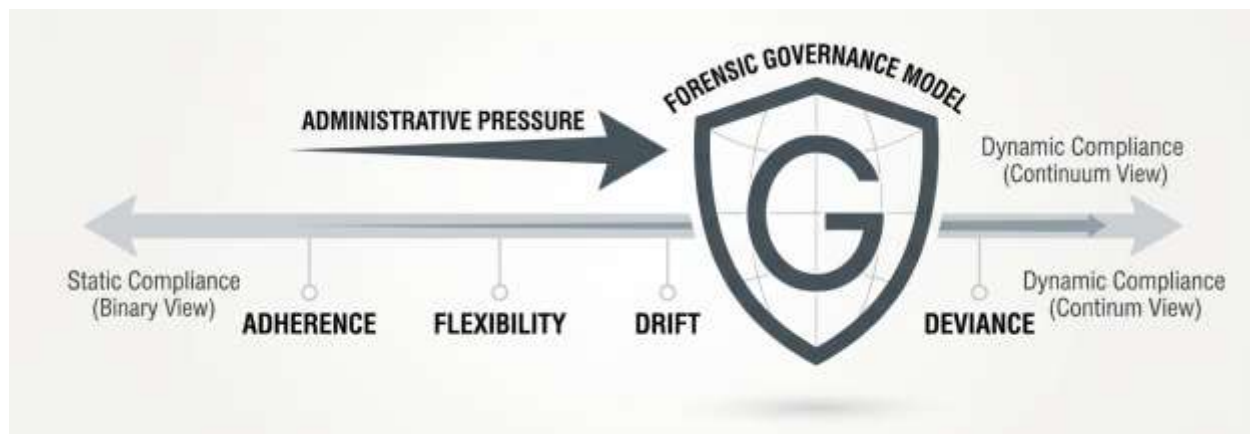 FORENSIC GOVERNANCE MODEL
ADMINISTRATIVE PRESSURE
G
Dynamic Compliance
(Continuum View)
Static Compliance
(Binary View)
ADHERENCE
FLEXIBILITY
DRIFT
DEVIANCE
Dynamic Compliance
(Continrum View)